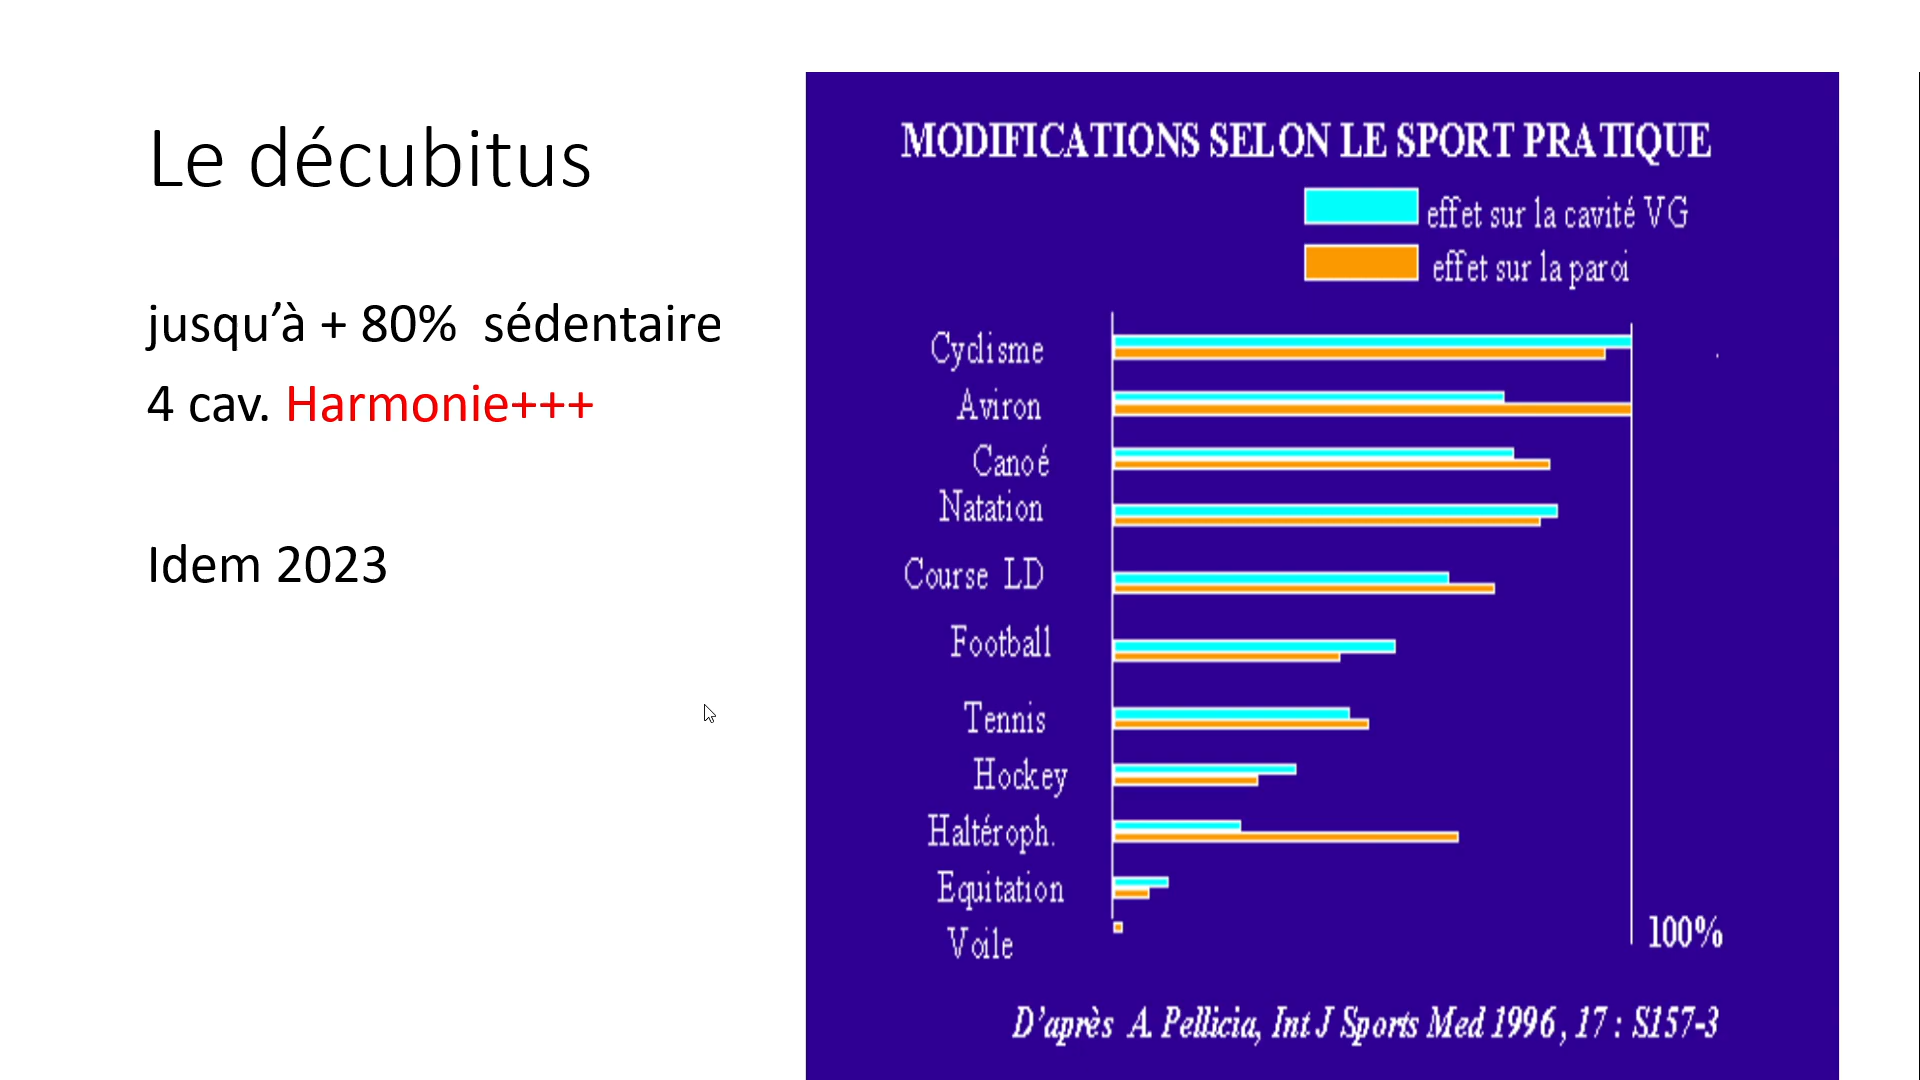 Le décubitus
jusqu’à + 80%  sédentaire
4 cav. Harmonie+++
Idem 2023
MODIFICATIONS SELON LE SPORT PRATIQUE
effet sur la cavité VG
effet sur la paroi
Cyclisme
Aviron
Canoé
Natation
Course LD
Football
Tennis
Hockey
Haltéroph.
Equitation
Voile
100%
D’après A. Pellicia, Int J Sports Med 1996, 17 : S157-3